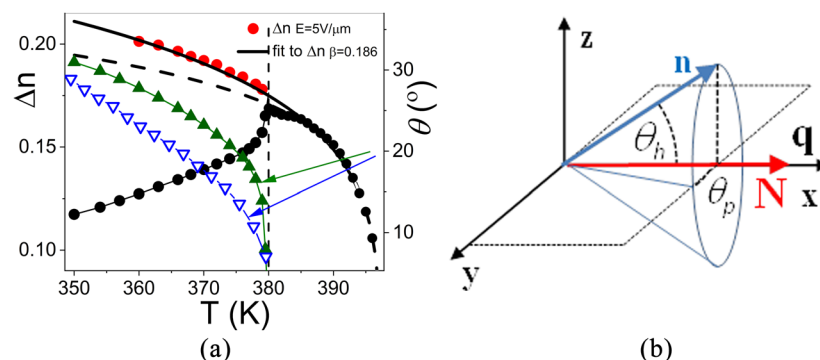 Δn E=5V/μm
fit to Δn β=0.186
0.20
0.15
0.10
Δn
30
20
10
θ (°)
350 360 370 380 390
T (K)
(a)
z
n
θh
q
N
x
θp
y
(b)